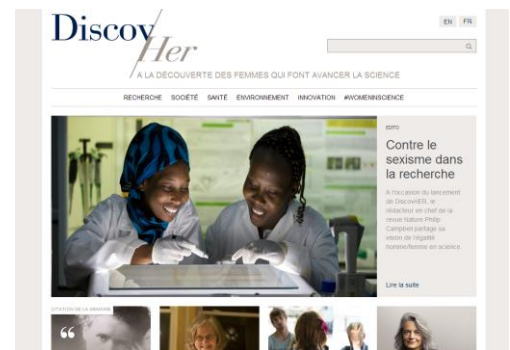 Discov
Her
EN FR
A LA DÉCOUVERTE DES FEMMES QUI FONT AVANCER LA SCIENCE
RECHERCHE SOCIÉTÉ SANTÉ ENVIRONNEMENT INNOVATION #WOMENINSCIENCE
EDITO
Contre le
sexisme dans
la recherche
A l'occasion du lancement
de DiscovHER, le
rédacteur en chef de la
revue Nature Philip
Campbell partage sa
vision de l'égalité
homme/femme en science.
Lire la suite
CITATION DE LA SEMAINE
“